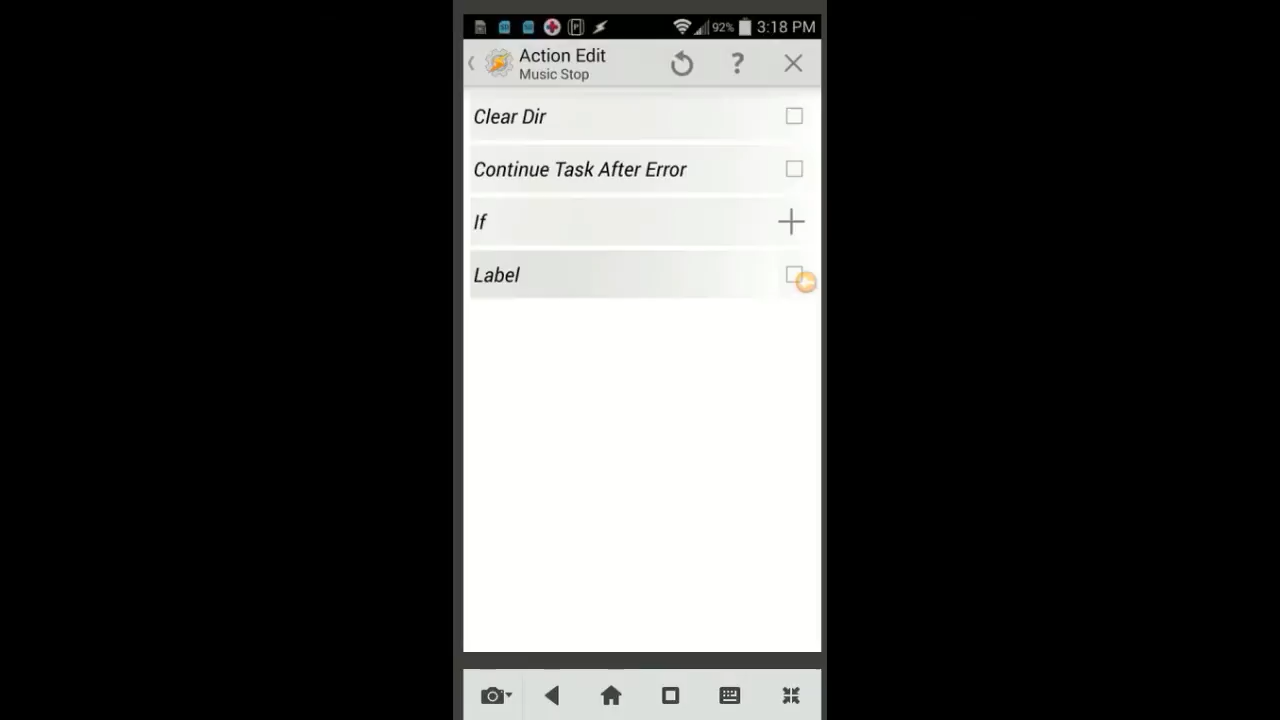 92% 3:18 PM
Action Edit
Music Stop
Clear Dir
Continue Task After Error
If
Label